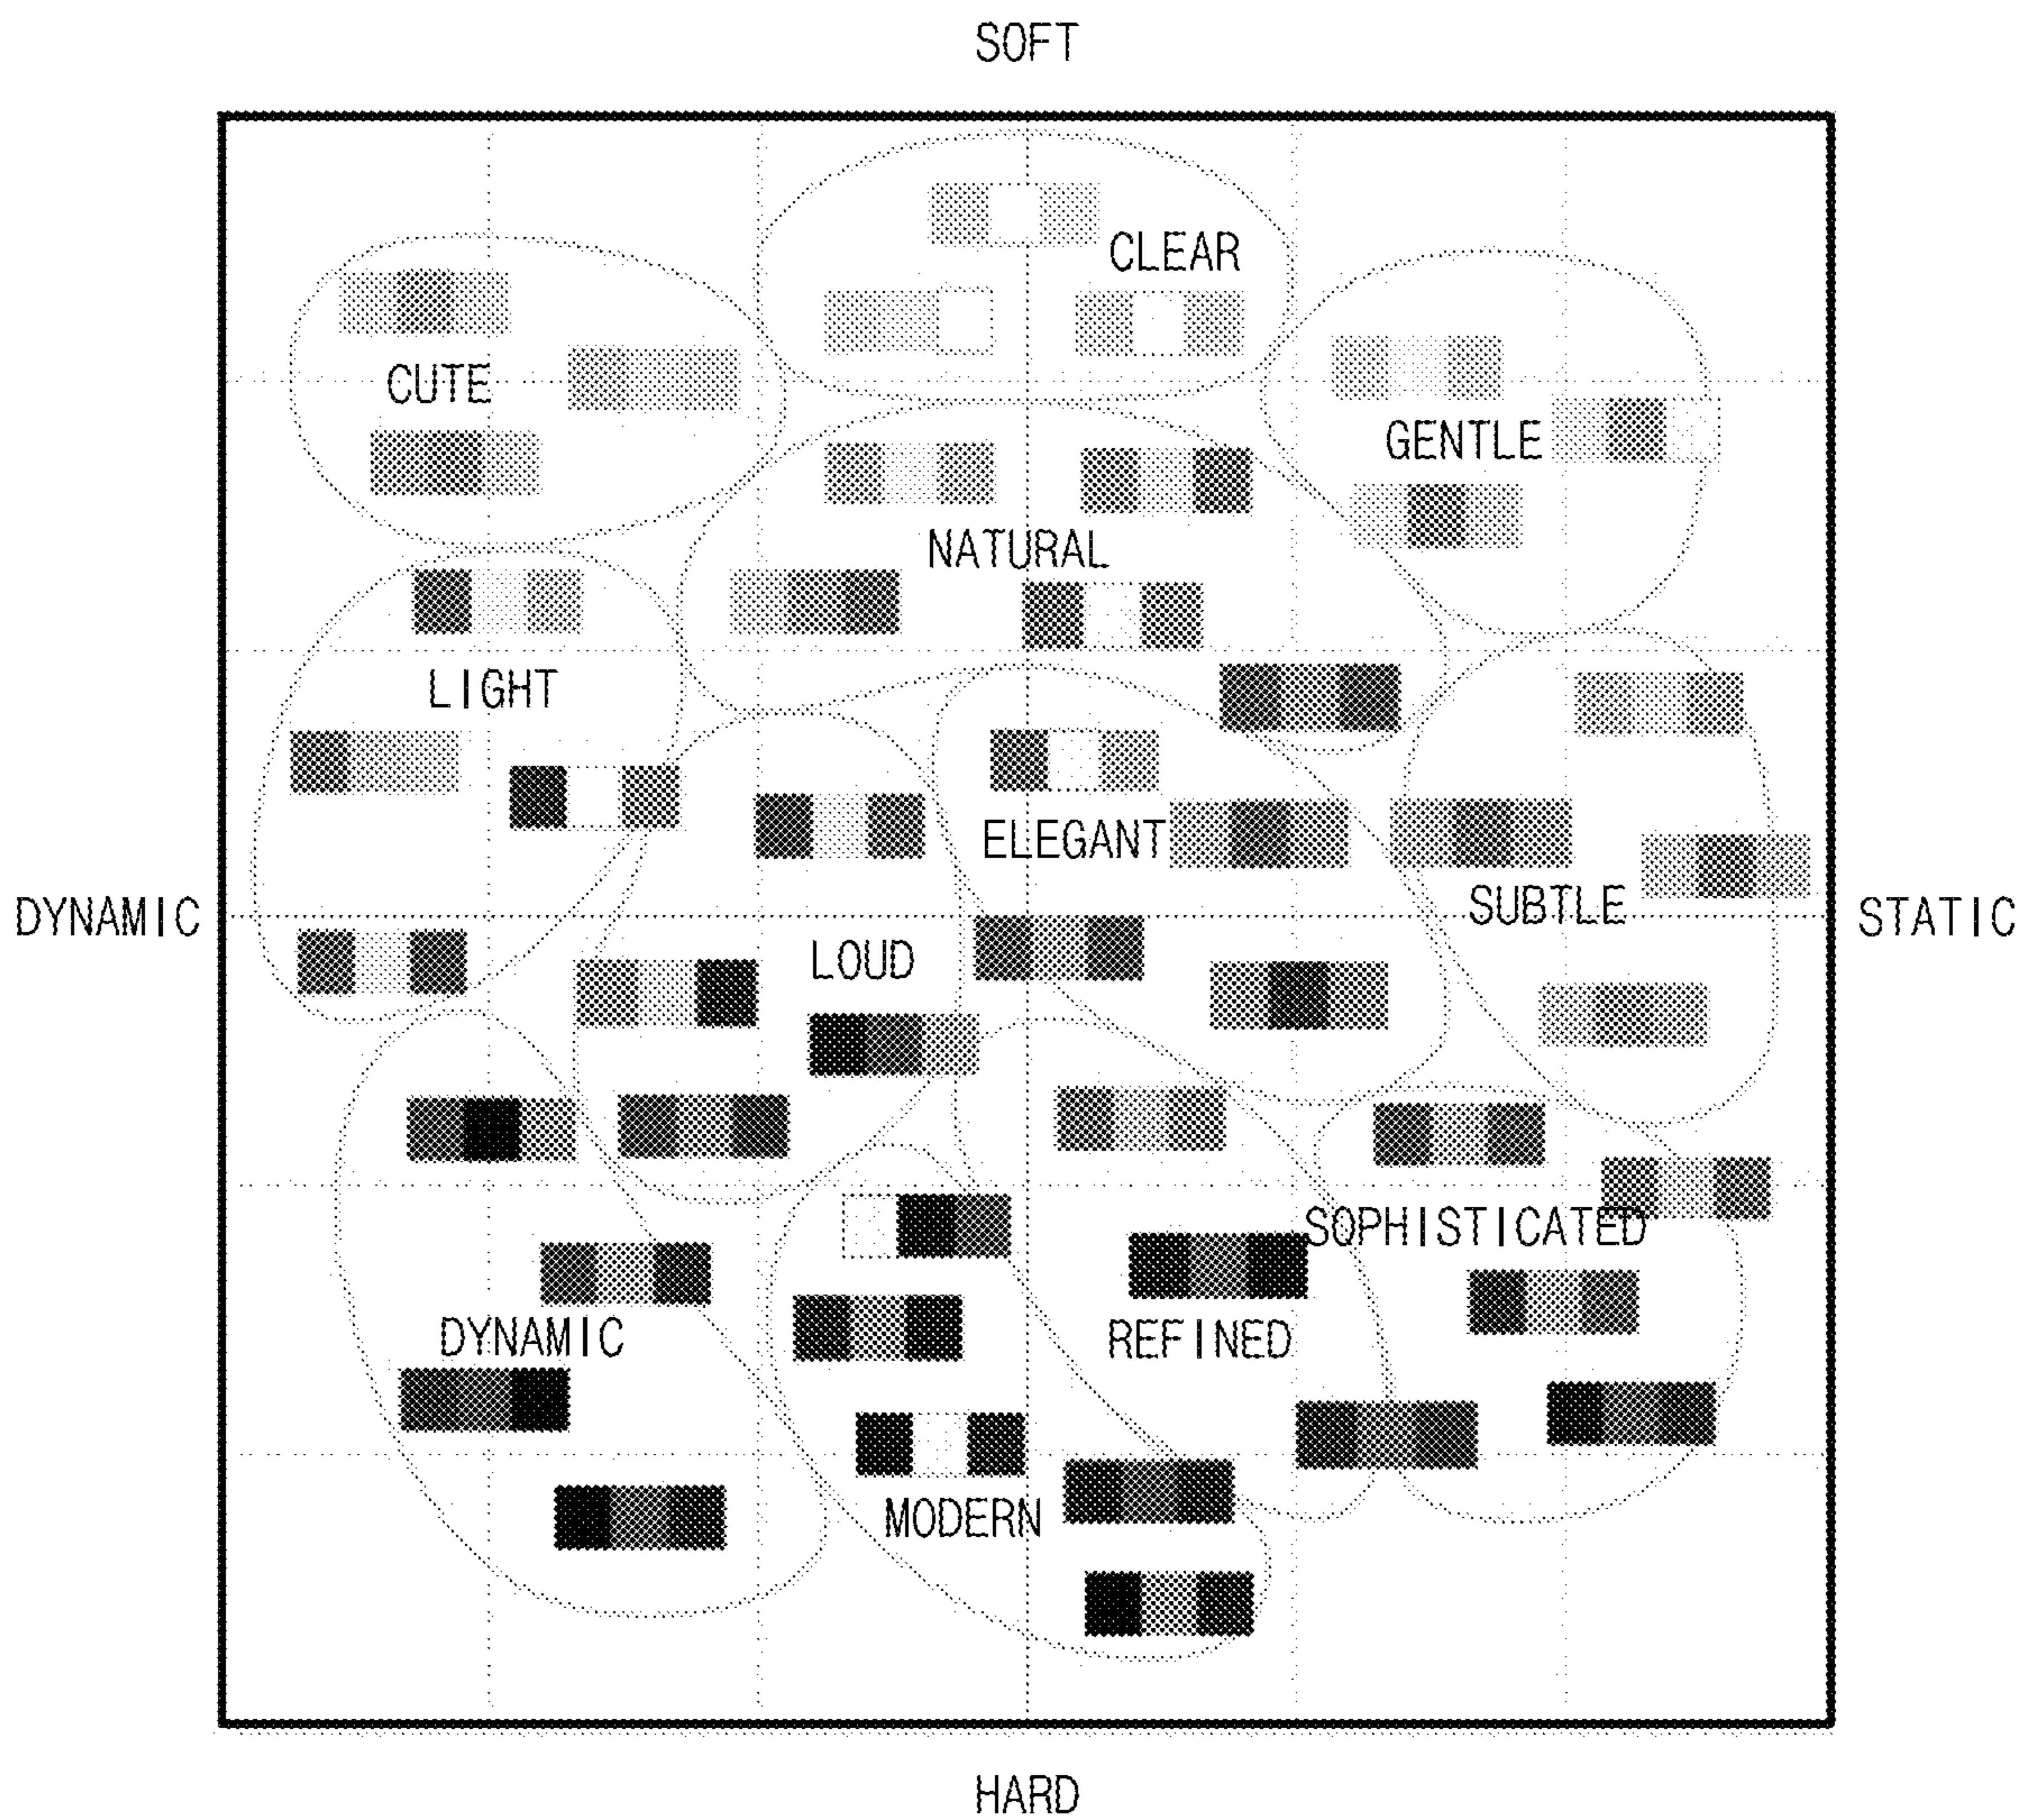 SOFT
CLEAR
CUTE
GENTLE
NATURAL
LIGHT
ELEGANT
SUBTLE
DYNAMIC
STATIC
LOUD
SOPHISTICATED
DYNAMIC
REFINED
MODERN
HARD